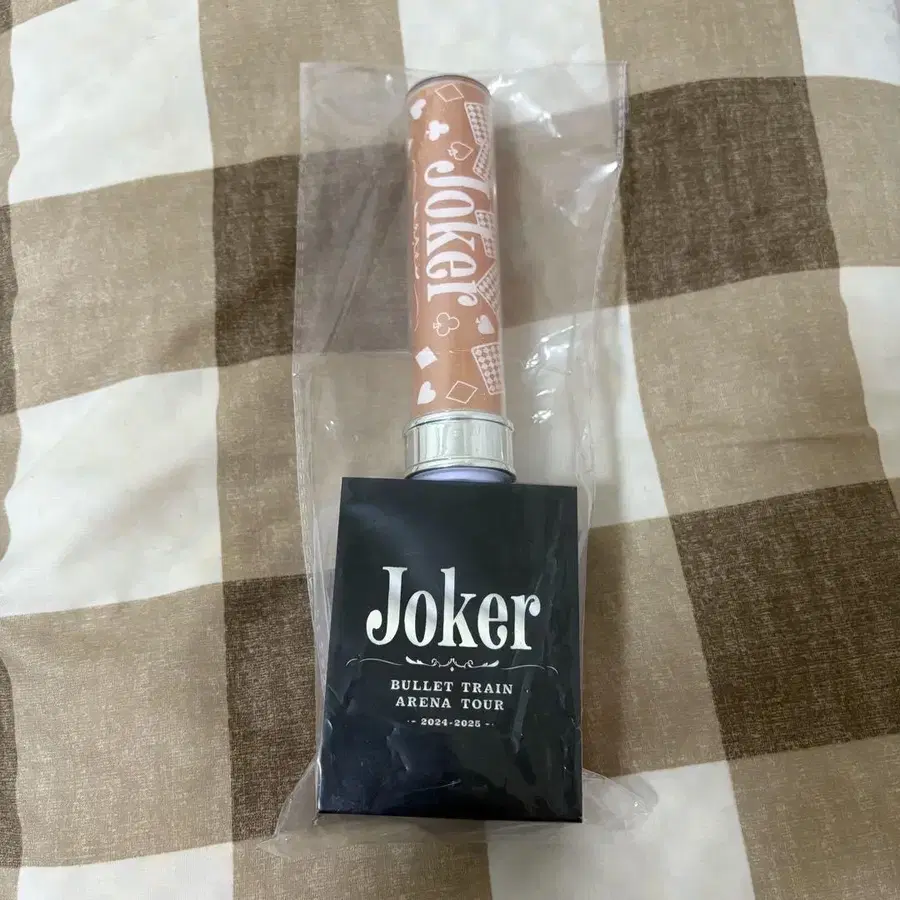 Joker
Joker
BULLET TRAIN
ARENA TOUR
-- 2024-2025 --